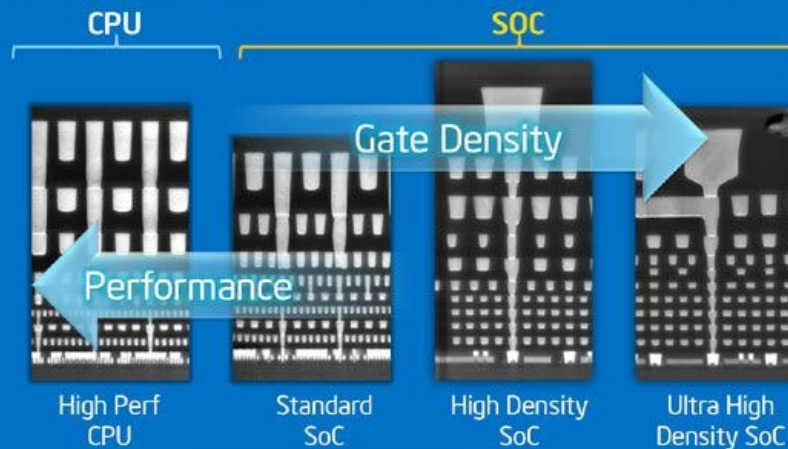 CPU
SOC
Gate Density
Performance
High Perf
CPU
Standard
SoC
High Density
SoC
Ultra High
Density SoC